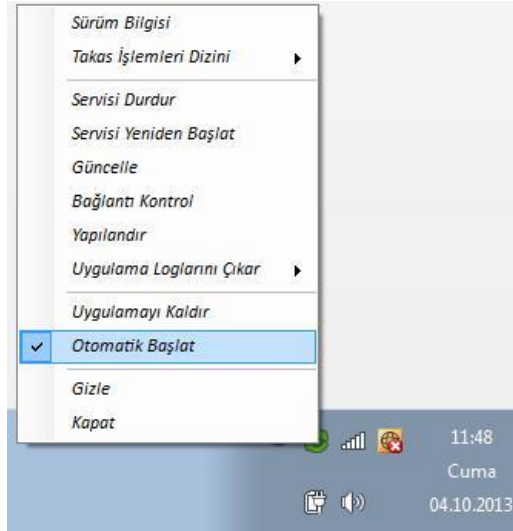 Sürüm Bilgisi
Takas İşlemleri Dizini
Servisi Durdur
Servisi Yeniden Başlat
Güncelle
Bağlantı Kontrol
Yapılandır
Uygulama Loglarını Çıkar
Uygulamayı Kaldır
Otomatik Başlat
Gizle
Kapat
11:48
Cuma
04.10.2013